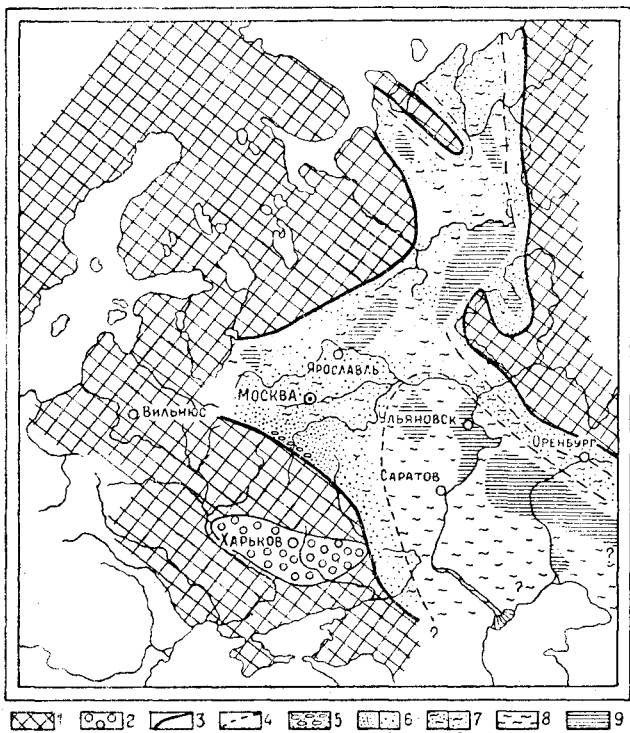 Ярославль
Москва
Вильнюс
Ульяновск
Оренбург
Саратов
Харьков
?
?
?
1 2 3 4 5 6 7 8 9